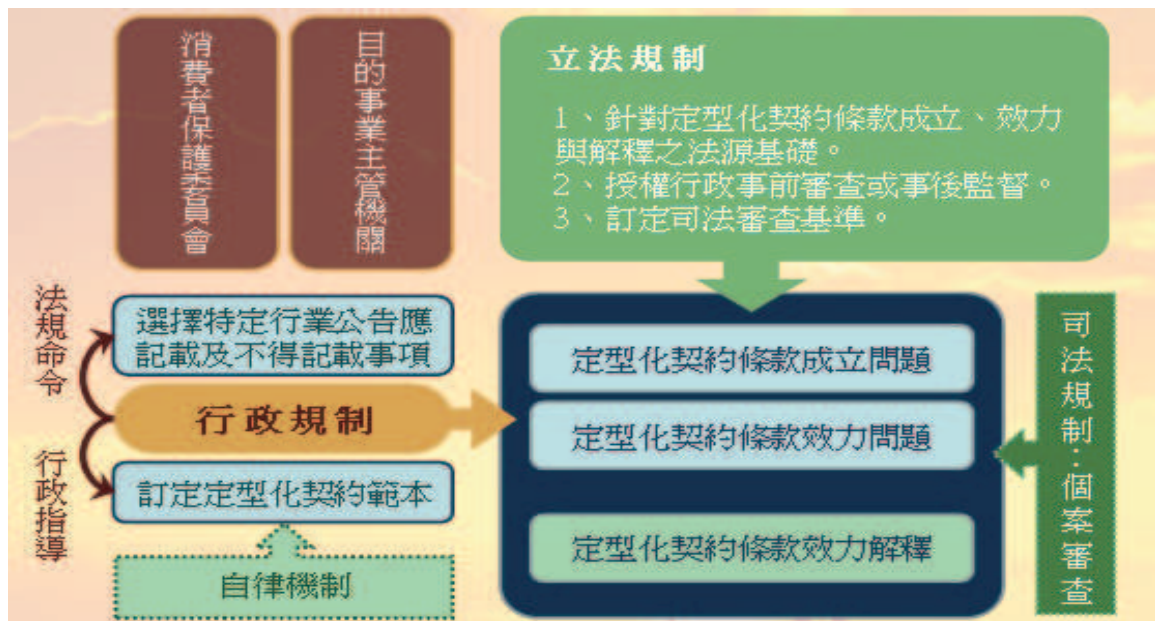 消費者保護委員會
目的事業主管機關
立法規制
1、針對定型化契約條款成立、效力
與解釋之法源基礎。
2、授權行政事前審查或事後監督。
3、訂定司法審查基準。
法規命令
選擇特定行業公告應
記載及不得記載事項
行政規制
行政指導
訂定定型化契約範本
自律機制
定型化契約條款成立問題
定型化契約條款效力問題
定型化契約條款效力解釋
司法規制：個案審查